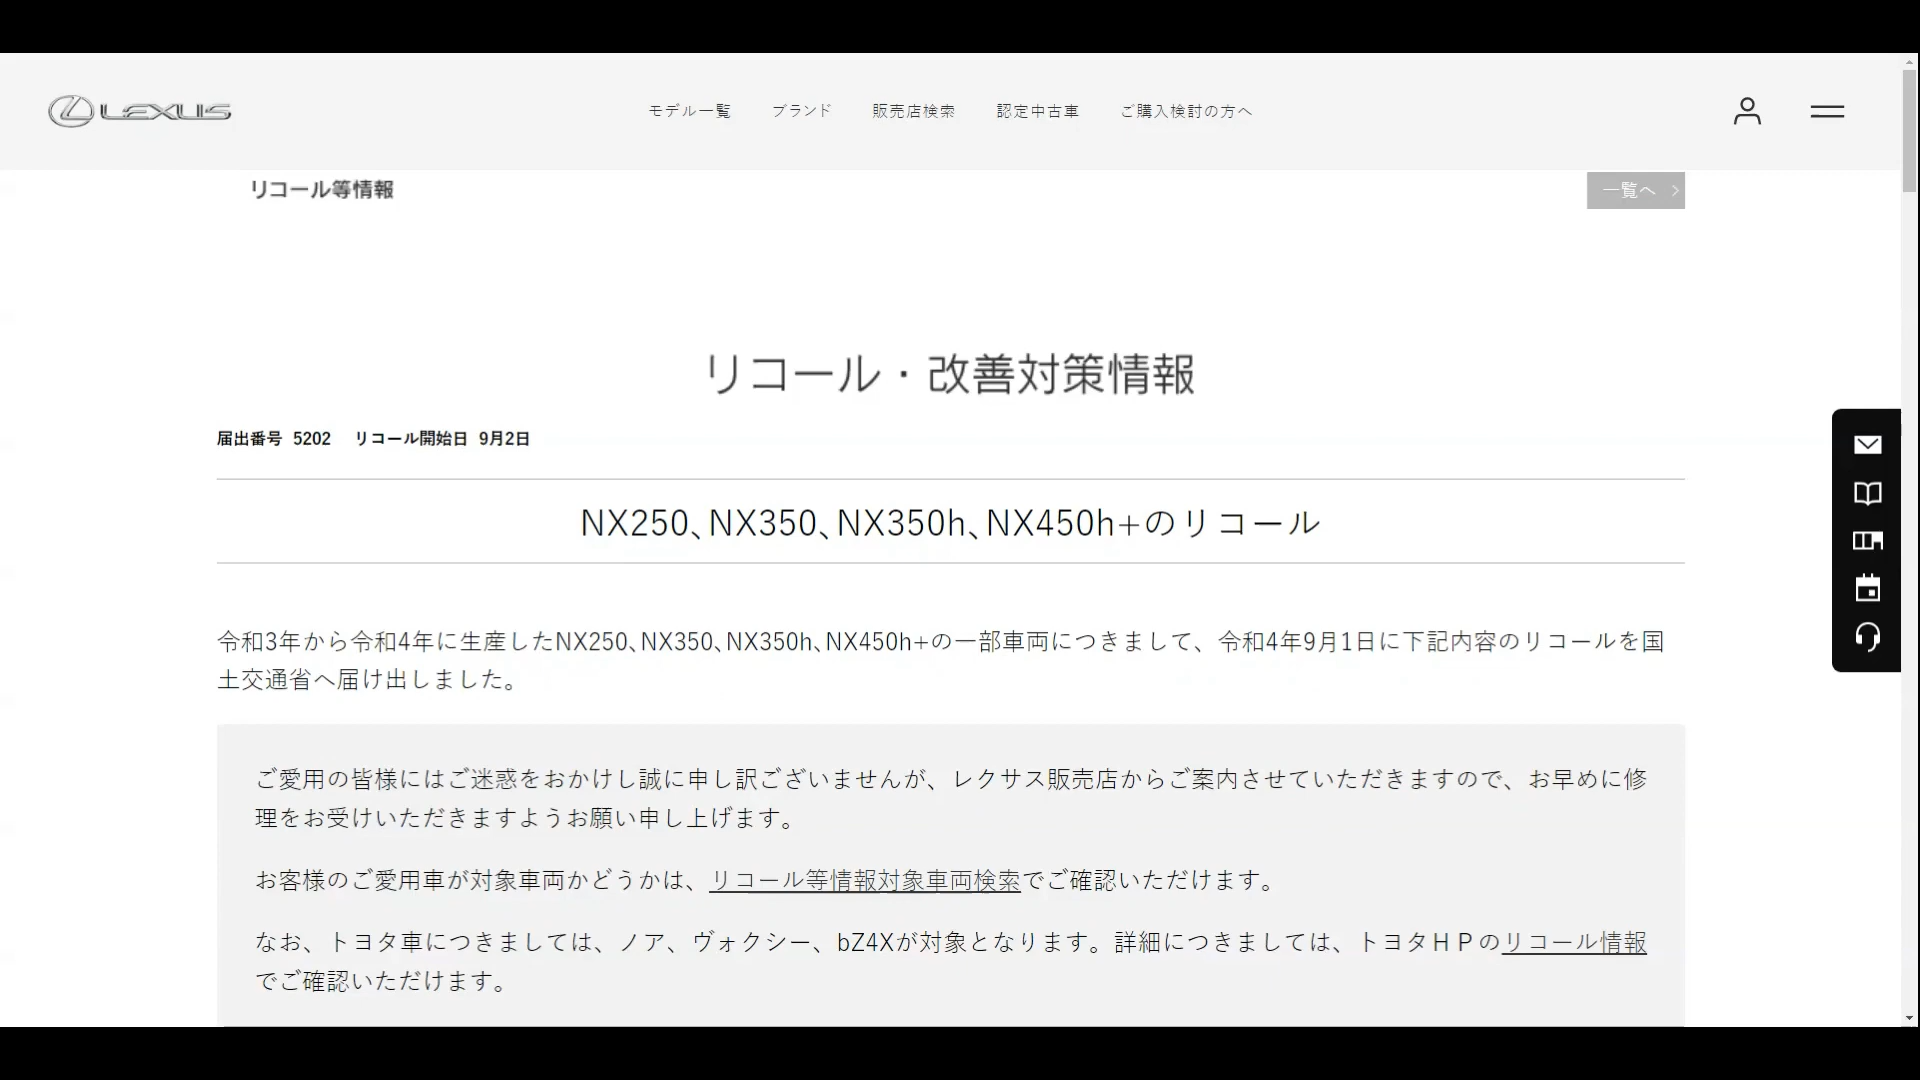 LEXUS
モデル一覧 ブランド 販売店検索 認定中古車 ご購入検討の方へ
リコール等情報
一覧へ
リコール・改善対策情報
届出番号 5202 リコール開始日 9月2日
NX250、NX350、NX350h、NX450h+のリコール
令和3年から令和4年に生産したNX250、NX350、NX350h、NX450h+の一部車両につきまして、令和4年9月1日に下記内容のリコールを国
土交通省へ届け出しました。
ご愛用の皆様にはご迷惑をおかけし誠に申し訳ございませんが、レクサス販売店からご案内させていただきますので、お早めに修
理をお受けいただきますようお願い申し上げます。
お客様のご愛用車が対象車両かどうかは、リコール等情報対象車両検索でご確認いただけます。
なお、トヨタ車につきましては、ノア、ヴォクシー、bZ4Xが対象となります。詳細につきましては、トヨタＨＰのリコール情報
でご確認いただけます。